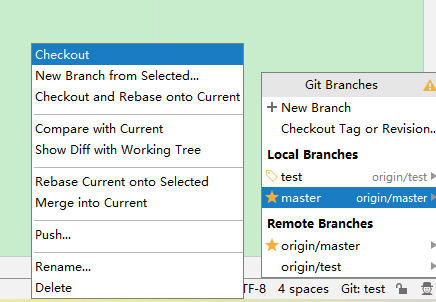 Checkout
New Branch from Selected...
Checkout and Rebase onto Current
Compare with Current
Show Diff with Working Tree
Rebase Current onto Selected
Merge into Current
Push...
Rename...
Delete
Git Branches
New Branch
Checkout Tag or Revision..
Local Branches
test origin/test
master origin/master
Remote Branches
origin/master
origin/test
TF-8 4 spaces Git: test